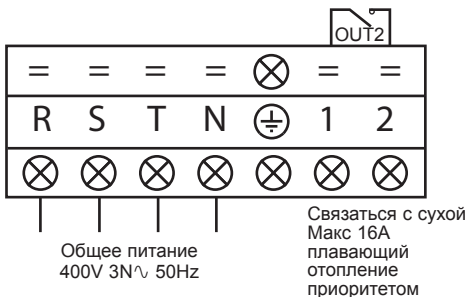 OUT2
= = = = = =
R S T N 1 2
Общее питание
400V 3N∿ 50Hz
Связаться с сухой
Макс 16A
плавающий
отопление
приоритетом